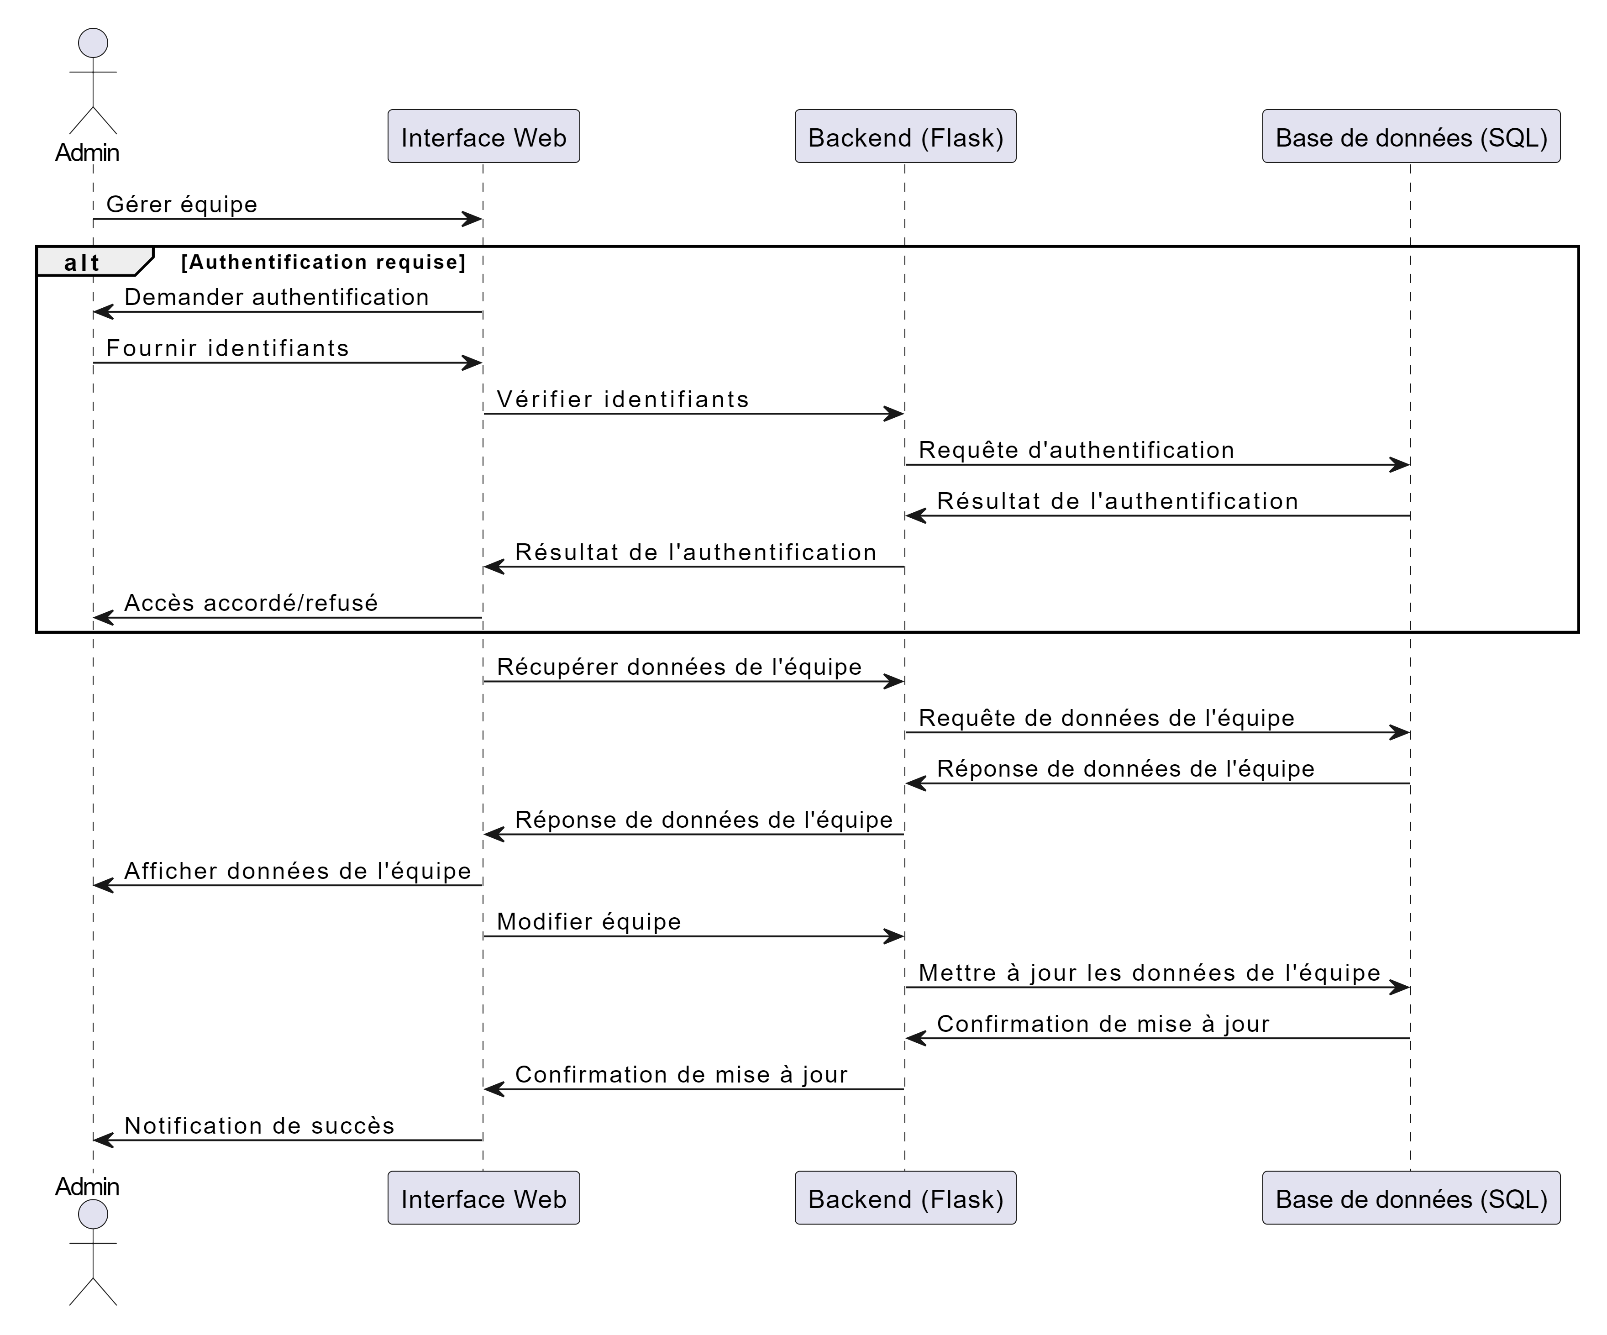 Admin
Interface Web
Backend (Flask)
Base de données (SQL)
Gérer équipe
alt
[Authentification requise]
Demander authentification
Fournir identifiants
Vérifier identifiants
Requête d'authentification
Résultat de l'authentification
Résultat de l'authentification
Accès accordé/refusé
Récupérer données de l'équipe
Requête de données de l'équipe
Réponse de données de l'équipe
Réponse de données de l'équipe
Afficher données de l'équipe
Modifier équipe
Mettre à jour les données de l'équipe
Confirmation de mise à jour
Confirmation de mise à jour
Notification de succès
Admin
Interface Web
Backend (Flask)
Base de données (SQL)